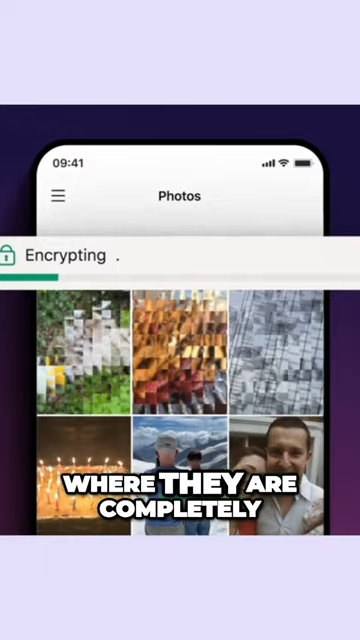 09:41
Photos
Encrypting .
WHERE THEY ARE
COMPLETELY